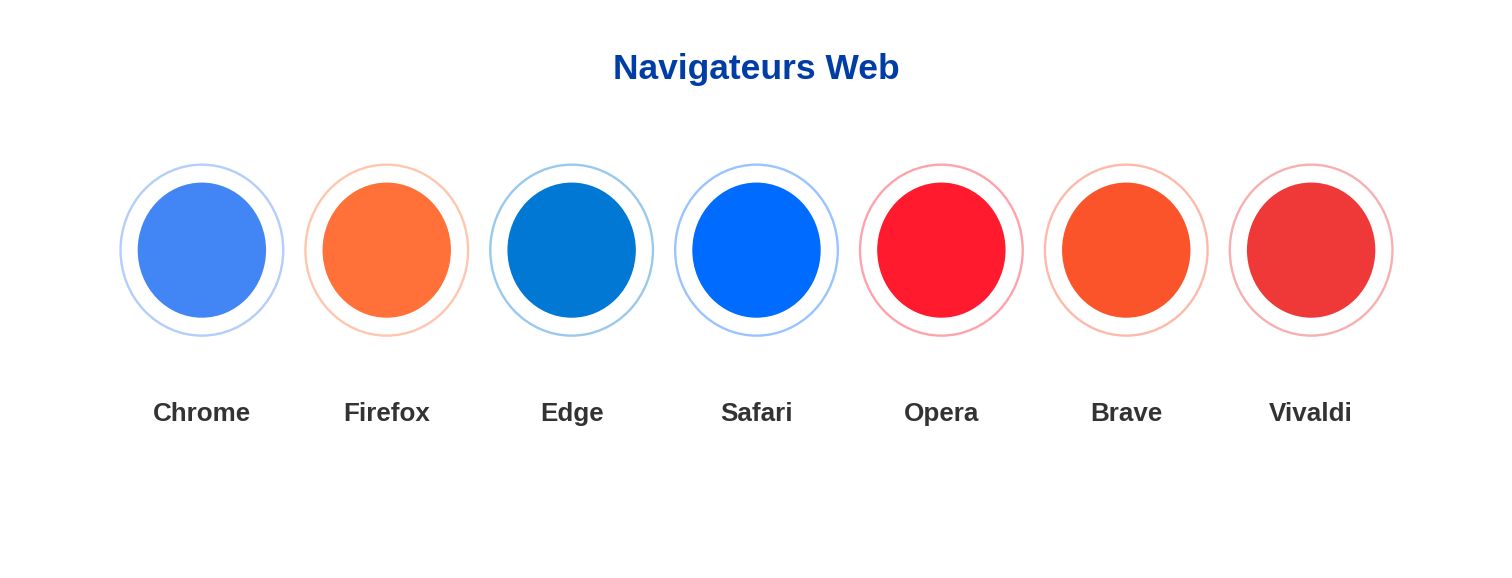 Navigateurs Web
Chrome Firefox Edge Safari Opera Brave Vivaldi